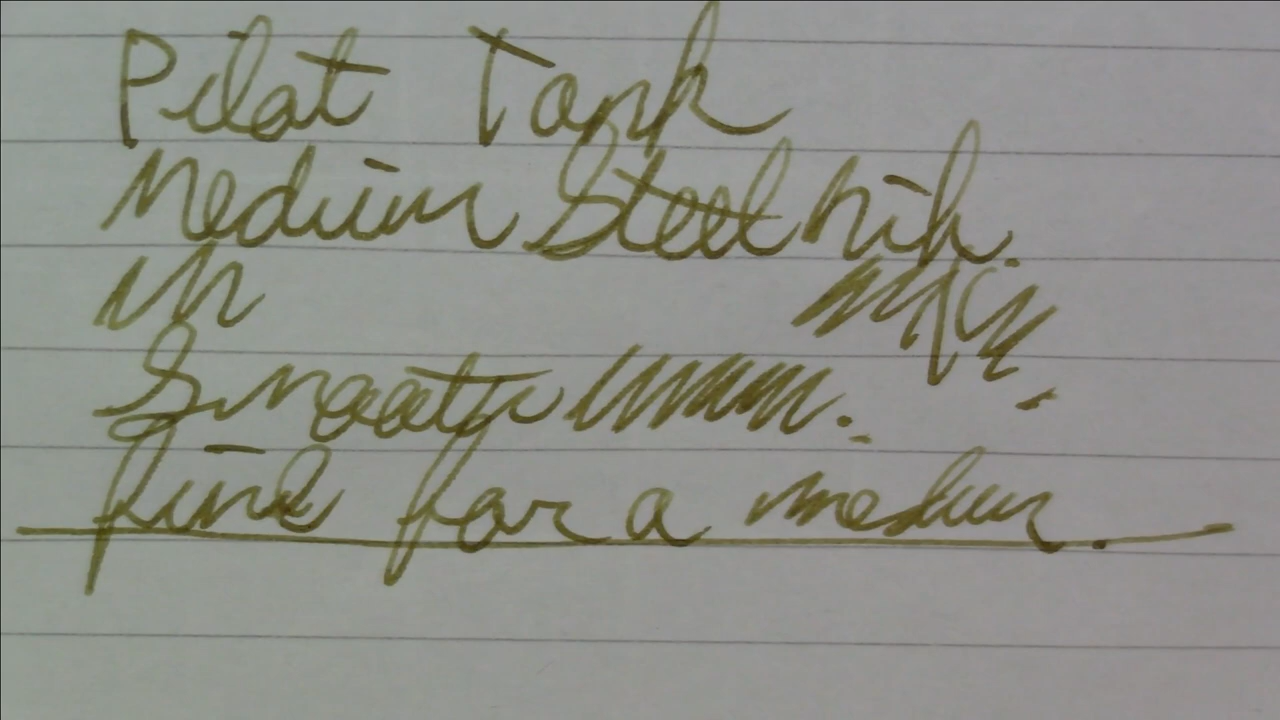 Pilot Tank
Medium Steel nib.
Smooth
fine for a medium.